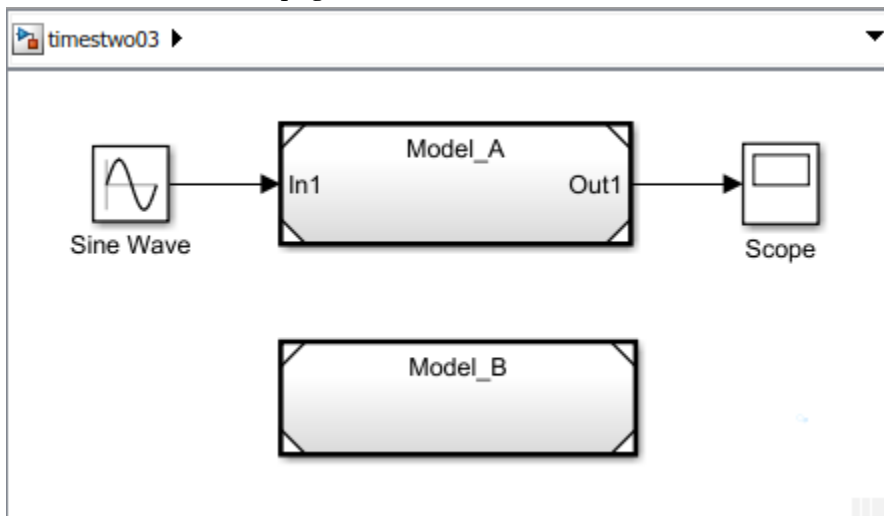 timestwo03
Model_A
In1
Out1
Sine Wave
Scope
Model_B